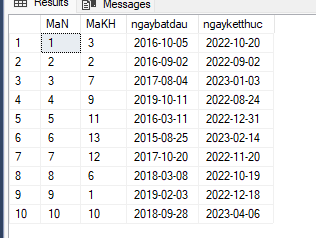 Results Messages
MaN MaKH ngaybatdau ngayketthuc
1 1 3 2016-10-05 2022-10-20
2 2 2 2016-09-02 2022-09-02
3 3 7 2017-08-04 2023-01-03
4 4 9 2019-10-11 2022-08-24
5 5 11 2016-03-11 2022-12-31
6 6 13 2015-08-25 2023-02-14
7 7 12 2017-10-20 2022-11-20
8 8 6 2018-03-08 2022-10-19
9 9 1 2019-02-03 2022-12-18
10 10 10 2018-09-28 2023-04-06